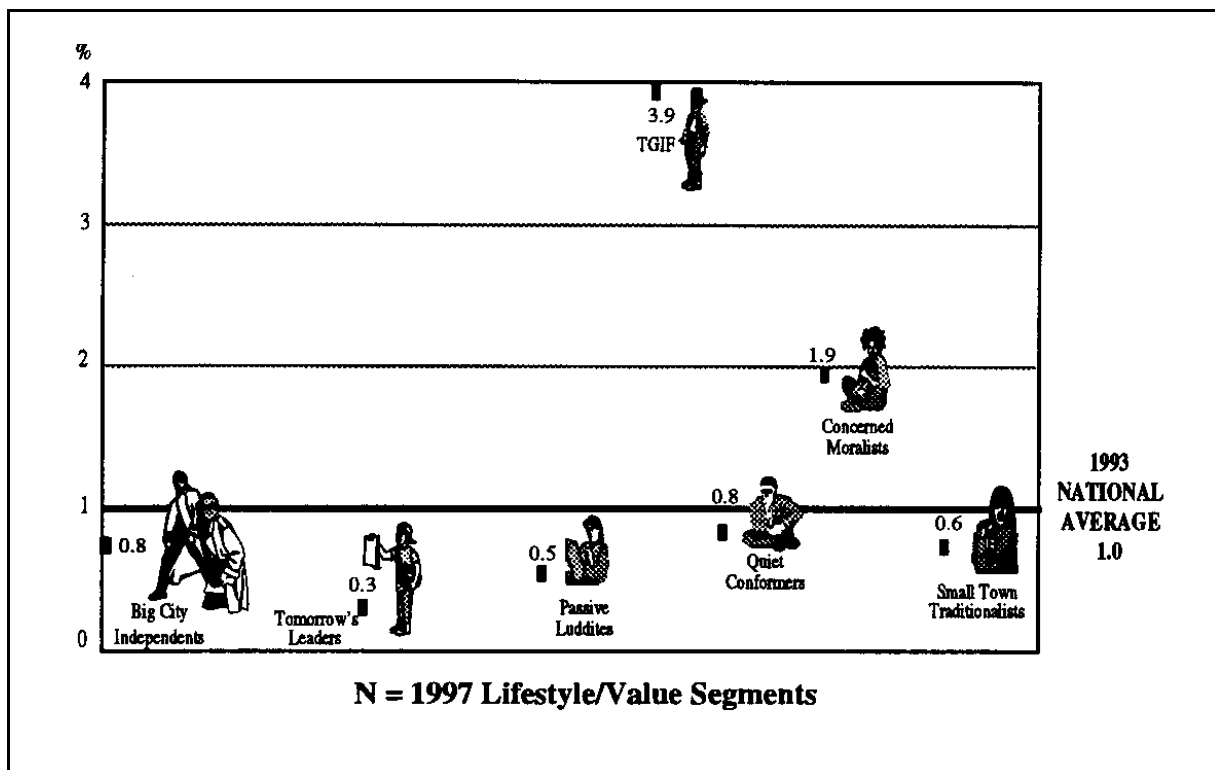 %
4
3.9
TGIF
3
2
1.9
Concerned
Moralists
1993
NATIONAL
AVERAGE
1.0
1
0.8
Big City
Independents
0.3
Tomorrow's
Leaders
0.5
Passive
Luddites
0.8
Quiet
Conformers
0.6
Small Town
Traditionalists
0
N = 1997 Lifestyle/Value Segments